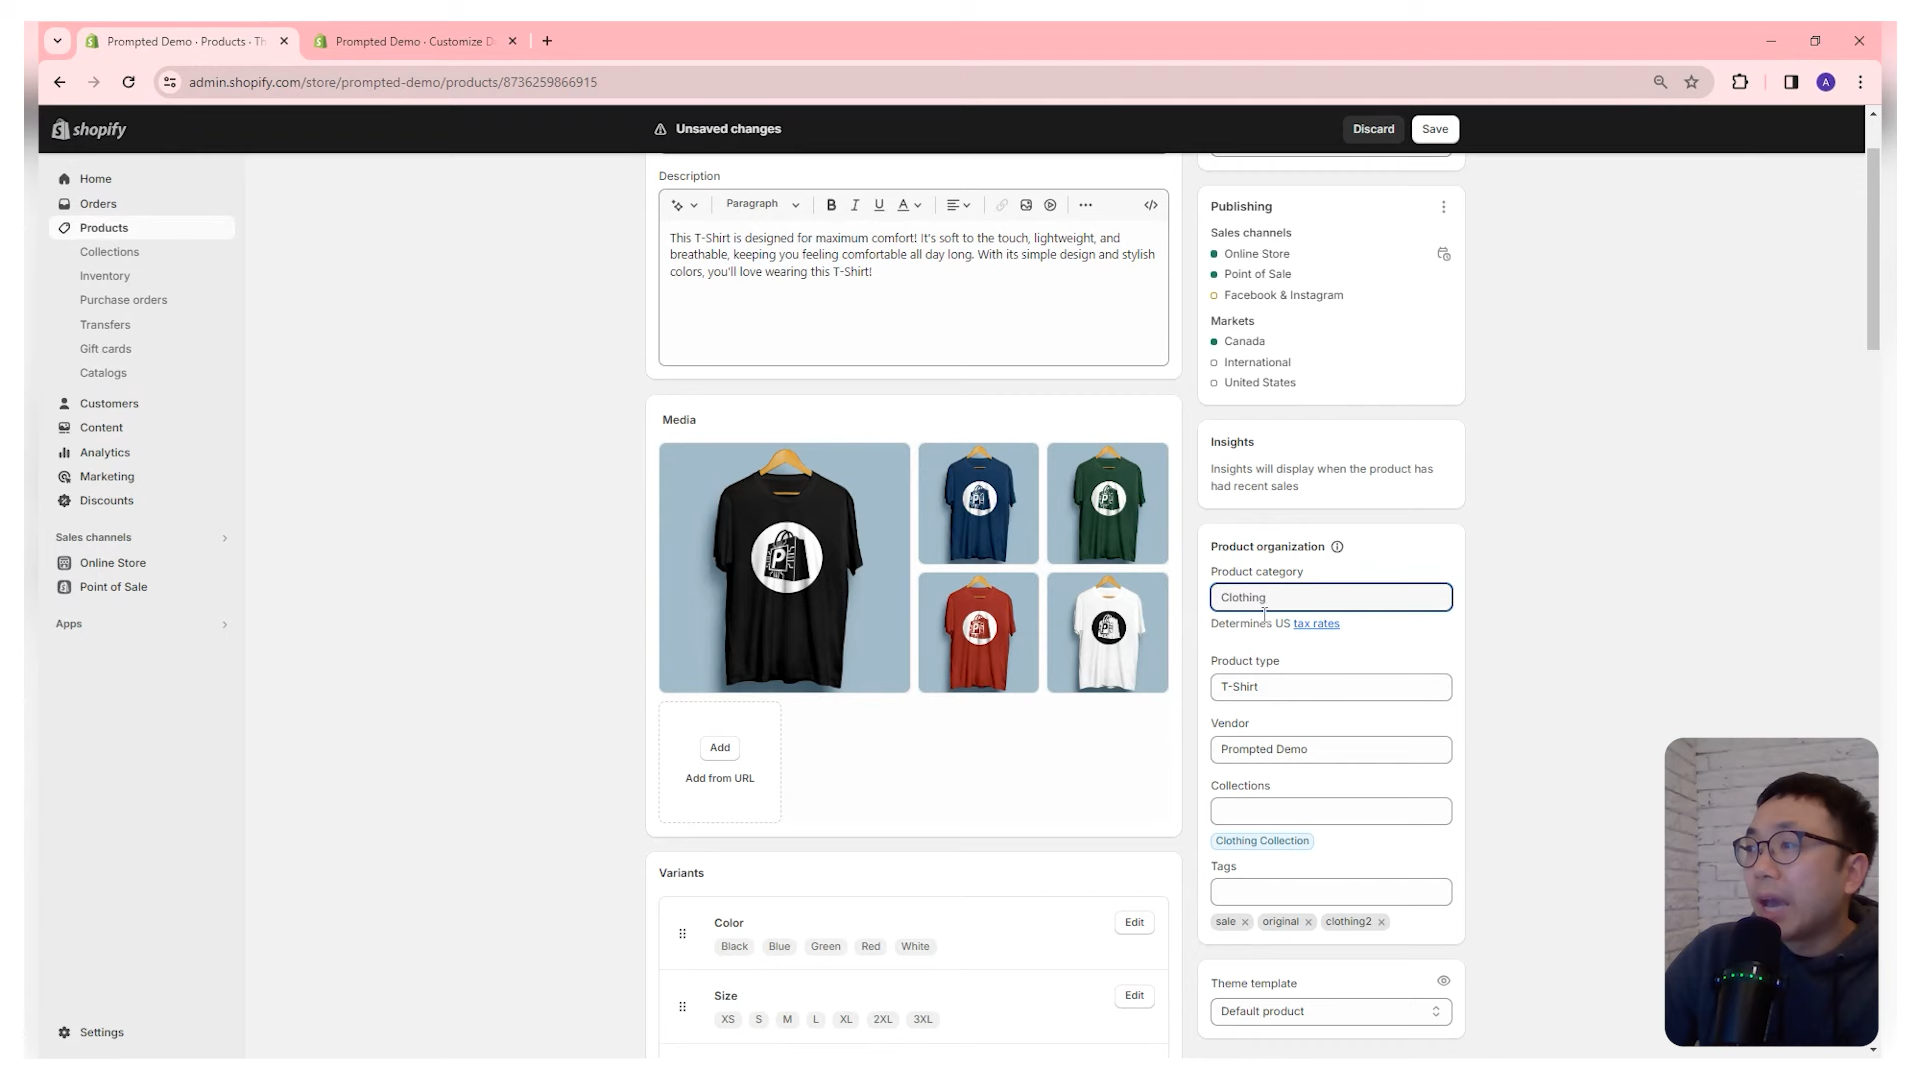 Prompted Demo · Products · Th
Prompted Demo · Customize D
admin.shopify.com/store/prompted-demo/products/8736259866915
A
shopify
Unsaved changes
Discard
Save
Home
Orders
Products
Collections
Inventory
Purchase orders
Transfers
Gift cards
Catalogs
Customers
Content
Analytics
Marketing
Discounts
Sales channels
Online Store
Point of Sale
Apps
Settings
Description
Paragraph
B I U A
This T-Shirt is designed for maximum comfort! It's soft to the touch, lightweight, and
breathable, keeping you feeling comfortable all day long. With its simple design and stylish
colors, you'll love wearing this T-Shirt!
Media
P
P
P
P
P
Add
Add from URL
Variants
Color
Edit
Black Blue Green Red White
Size
Edit
XS S M L XL 2XL 3XL
Publishing
Sales channels
Online Store
Point of Sale
Facebook & Instagram
Markets
Canada
International
United States
Insights
Insights will display when the product has
had recent sales
Product organization
Product category
Clothing
Determines US tax rates
Product type
T-Shirt
Vendor
Prompted Demo
Collections
Clothing Collection
Tags
sale original clothing2
Theme template
Default product